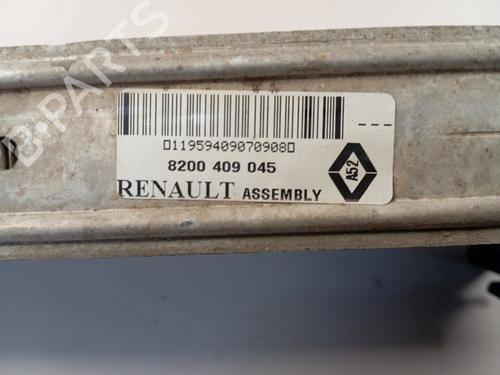 ▯11959409070908▯
8200 409 045
RENAULT ASSEMBLY
A52
---
B-PARTS